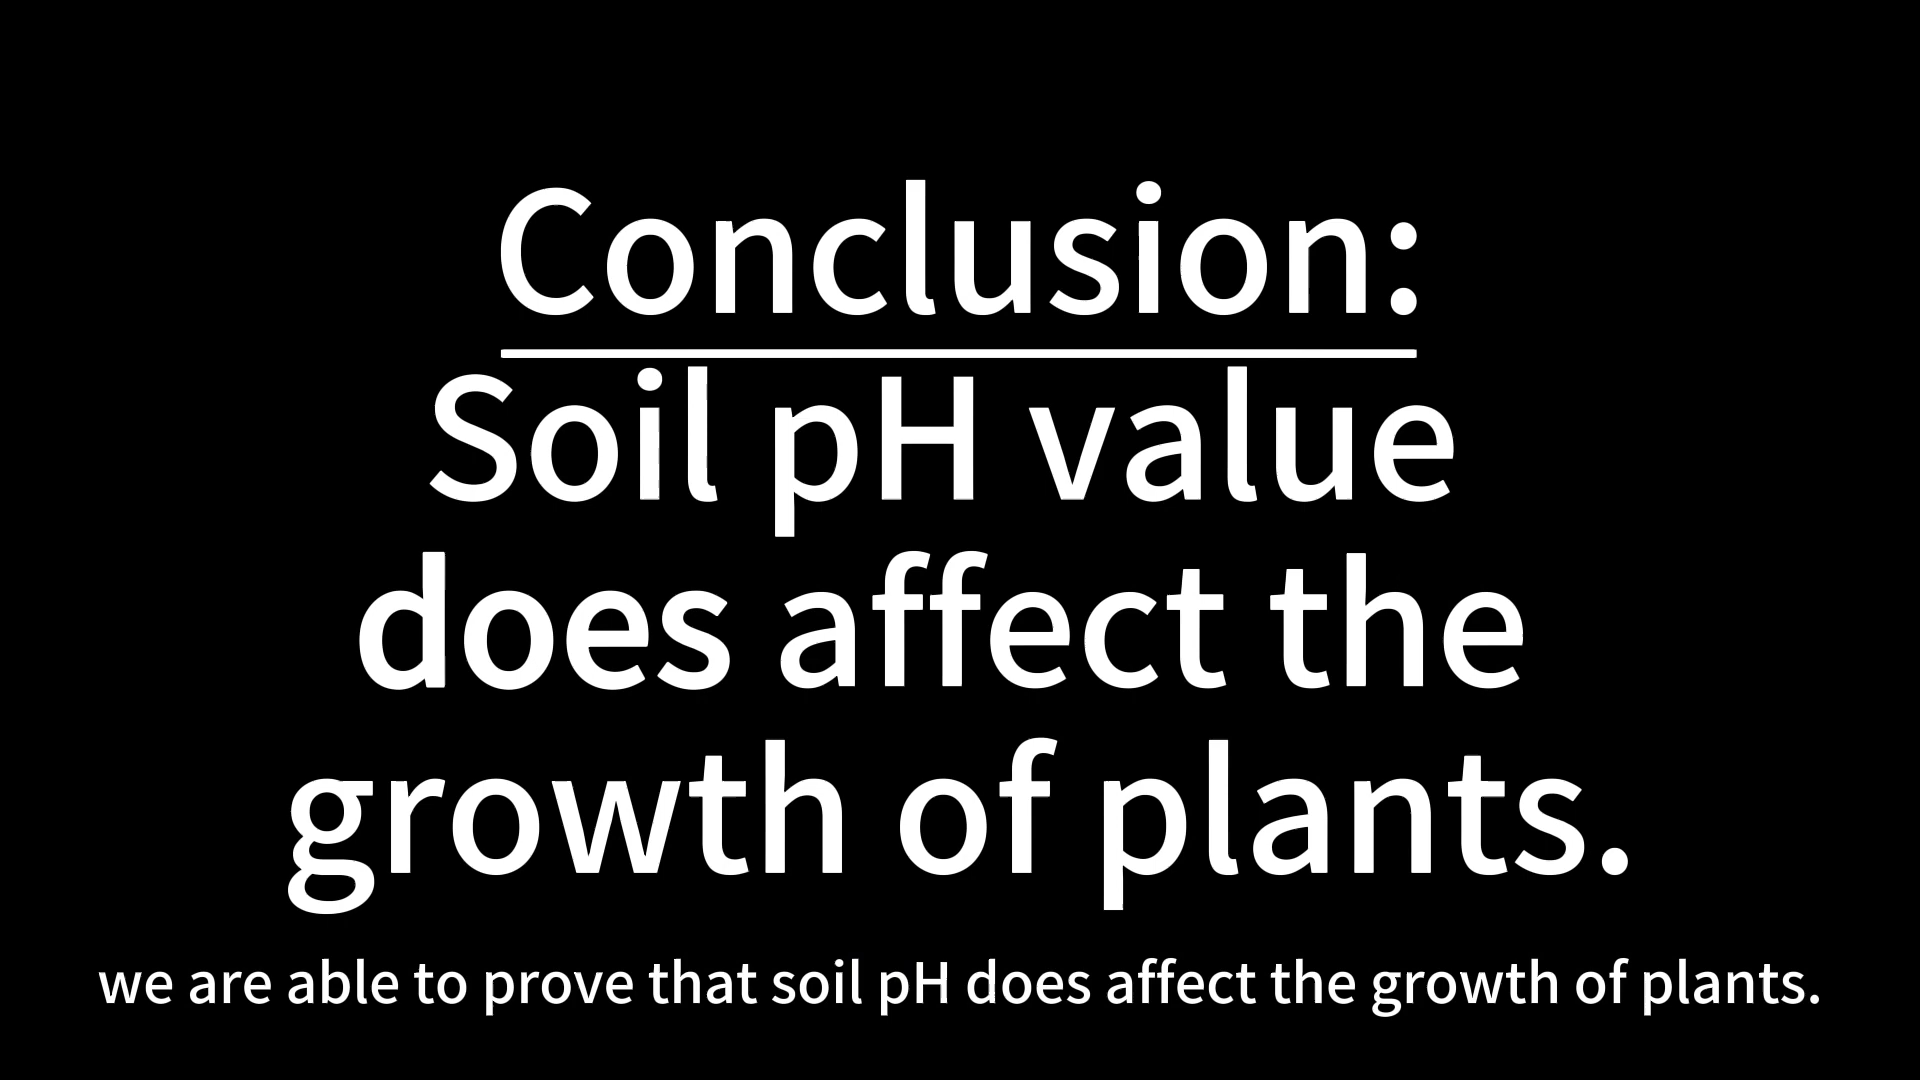 Conclusion:
Soil pH value
does affect the
growth of plants.
we are able to prove that soil pH does affect the growth of plants.